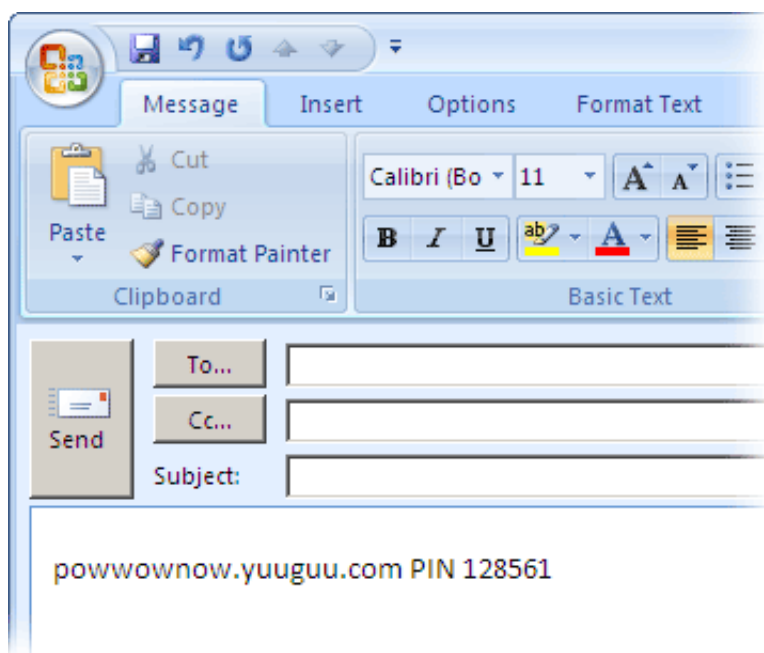 Message Insert Options Format Text
Cut
Calibri (Bo 11 A A
Copy
Paste
B I U ab A
Format Painter
Clipboard Basic Text
To...
Cc...
Send
Subject:
powwownow.yuuguu.com PIN 128561